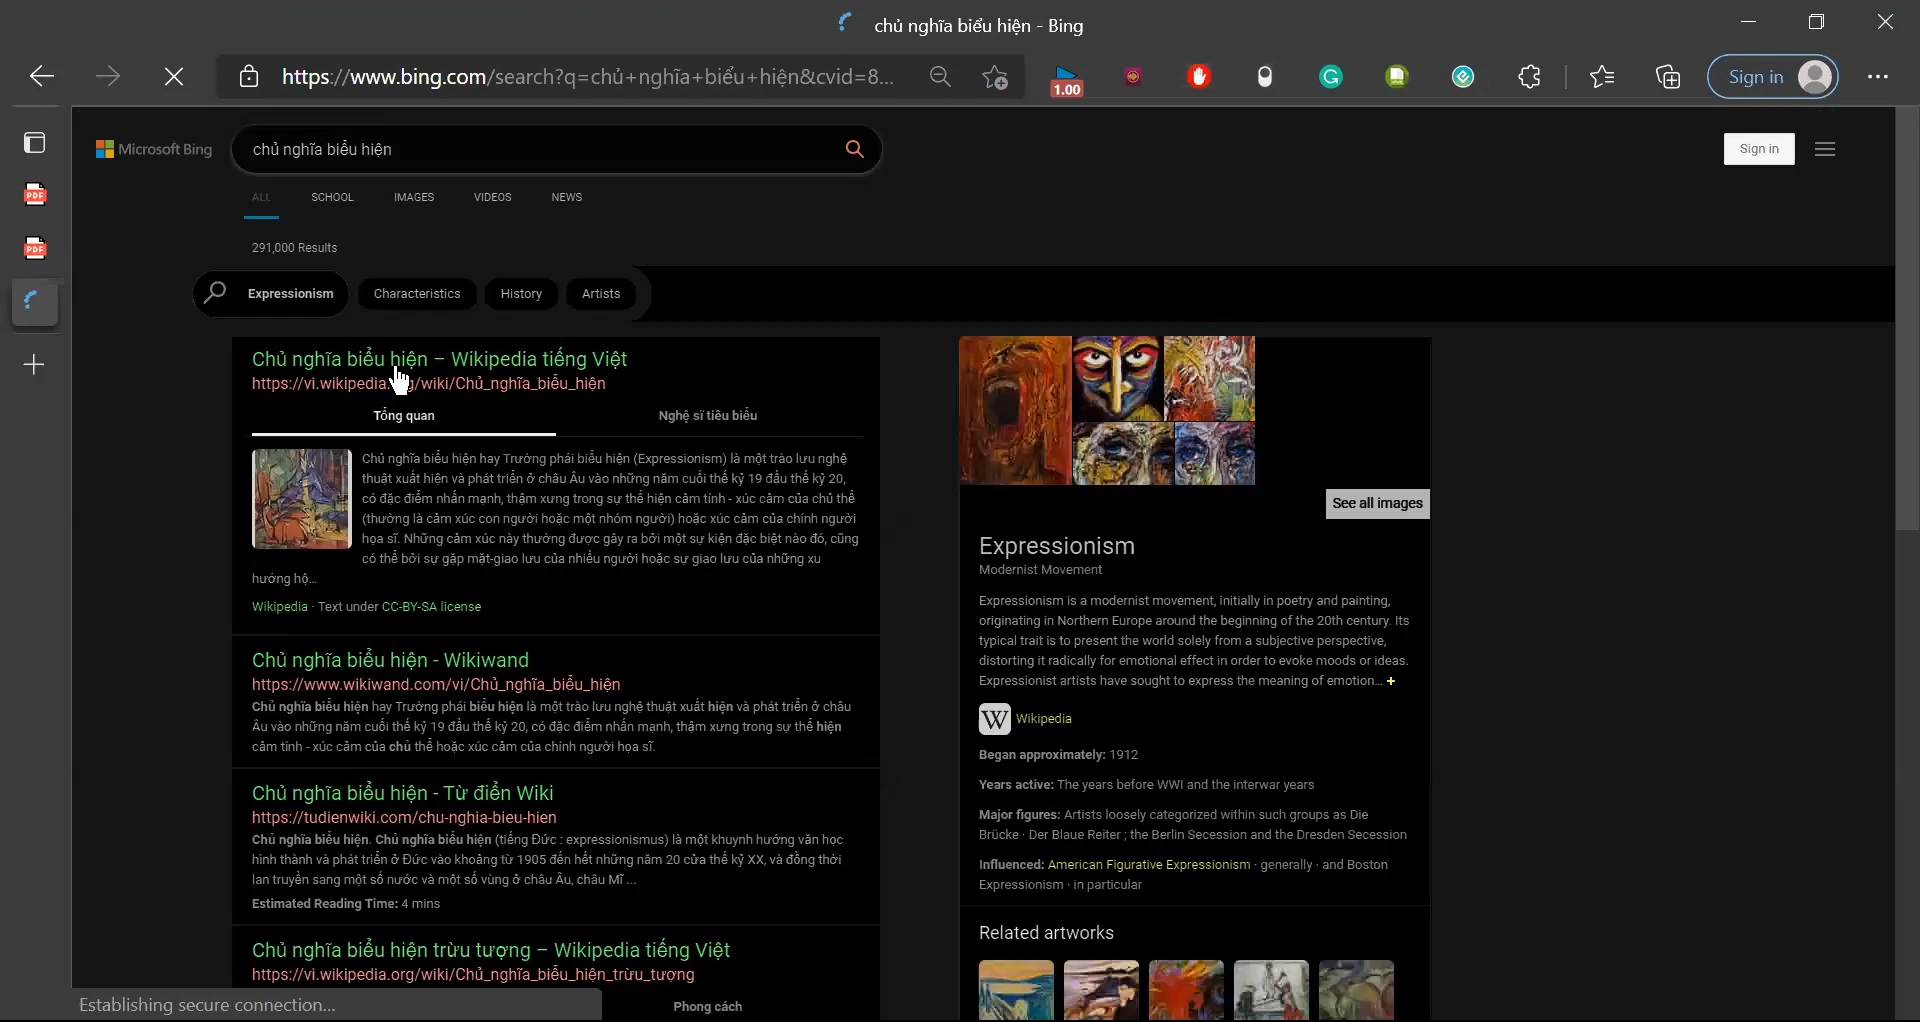 chủ nghĩa biểu hiện - Bing
https://www.bing.com/search?q=chủ+nghĩa+biểu+hiện&cvid=8...
1.00
Sign in
Microsoft Bing
chủ nghĩa biểu hiện
Sign in
ALL SCHOOL IMAGES VIDEOS NEWS
291,000 Results
Expressionism Characteristics History Artists
Chủ nghĩa biểu hiện – Wikipedia tiếng Việt
https://vi.wikipedia.org/wiki/Chủ_nghĩa_biểu_hiện
Tổng quan Nghệ sĩ tiêu biểu
Chủ nghĩa biểu hiện hay Trường phái biểu hiện (Expressionism) là một trào lưu nghệ
thuật xuất hiện và phát triển ở châu Âu vào những năm cuối thế kỷ 19 đầu thế kỷ 20,
có đặc điểm nhấn mạnh, thậm xưng trong sự thể hiện cảm tính - xúc cảm của chủ thể
(thường là cảm xúc con người hoặc một nhóm người) hoặc xúc cảm của chính người
họa sĩ. Những cảm xúc này thường được gây ra bởi một sự kiện đặc biệt nào đó, cũng
có thể bởi sự gặp mặt-giao lưu của nhiều người hoặc sự giao lưu của những xu
hướng hộ...
Wikipedia · Text under CC-BY-SA license
Chủ nghĩa biểu hiện - Wikiwand
https://www.wikiwand.com/vi/Chủ_nghĩa_biểu_hiện
Chủ nghĩa biểu hiện hay Trường phái biểu hiện là một trào lưu nghệ thuật xuất hiện và phát triển ở châu
Âu vào những năm cuối thế kỷ 19 đầu thế kỷ 20, có đặc điểm nhấn mạnh, thậm xưng trong sự thể hiện
cảm tính - xúc cảm của chủ thể hoặc xúc cảm của chính người họa sĩ.
Chủ nghĩa biểu hiện - Từ điển Wiki
https://tudienwiki.com/chu-nghia-bieu-hien
Chủ nghĩa biểu hiện. Chủ nghĩa biểu hiện (tiếng Đức : expressionismus) là một khuynh hướng văn học
hình thành và phát triển ở Đức vào khoảng từ 1905 đến hết những năm 20 cửa thế kỷ XX, và đồng thời
lan truyền sang một số nước và một số vùng ở châu Âu, châu Mĩ ...
Estimated Reading Time: 4 mins
Chủ nghĩa biểu hiện trừu tượng – Wikipedia tiếng Việt
https://vi.wikipedia.org/wiki/Chủ_nghĩa_biểu_hiện_trừu_tượng
Phong cách
Establishing secure connection...
See all images
Expressionism
Modernist Movement
Expressionism is a modernist movement, initially in poetry and painting,
originating in Northern Europe around the beginning of the 20th century. Its
typical trait is to present the world solely from a subjective perspective,
distorting it radically for emotional effect in order to evoke moods or ideas.
Expressionist artists have sought to express the meaning of emotion... +
W Wikipedia
Began approximately: 1912
Years active: The years before WWI and the interwar years
Major figures: Artists loosely categorized within such groups as Die
Brücke · Der Blaue Reiter ; the Berlin Secession and the Dresden Secession
Influenced: American Figurative Expressionism · generally · and Boston
Expressionism · in particular
Related artworks
PDF
PDF